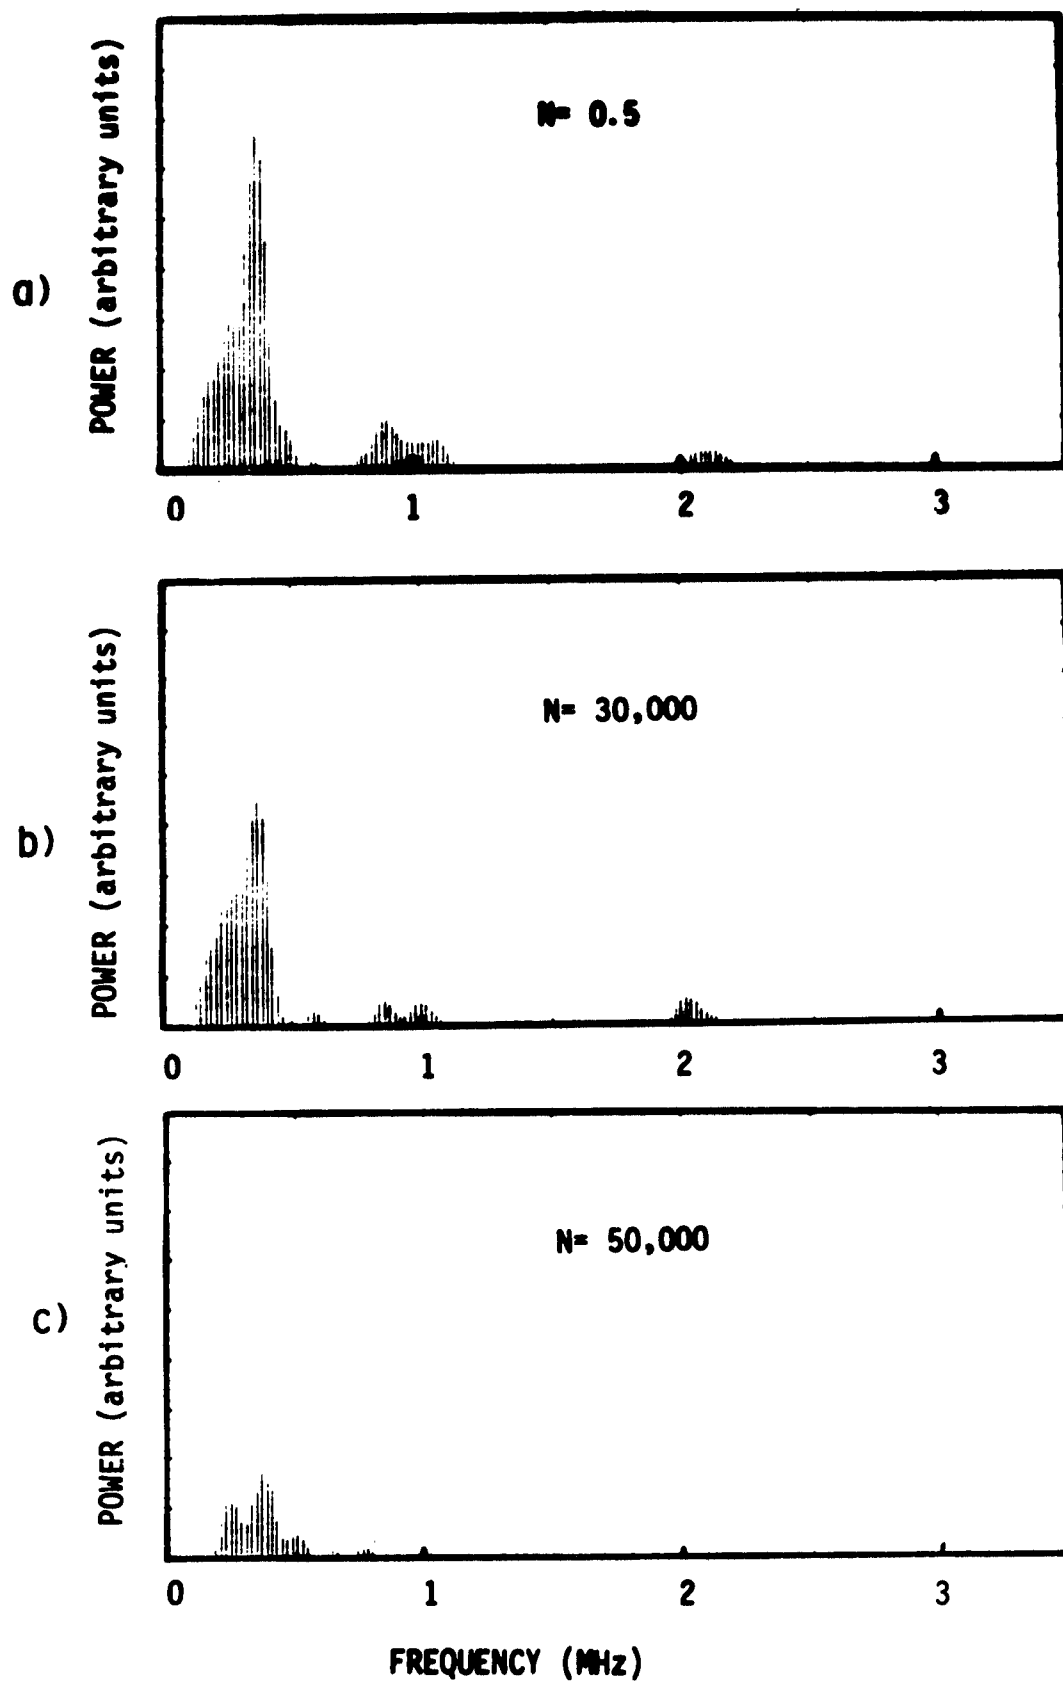 a)
POWER (arbitrary units)
N= 0.5
0 1 2 3
b)
POWER (arbitrary units)
N= 30,000
0 1 2 3
c)
POWER (arbitrary units)
N= 50,000
0 1 2 3
FREQUENCY (MHz)